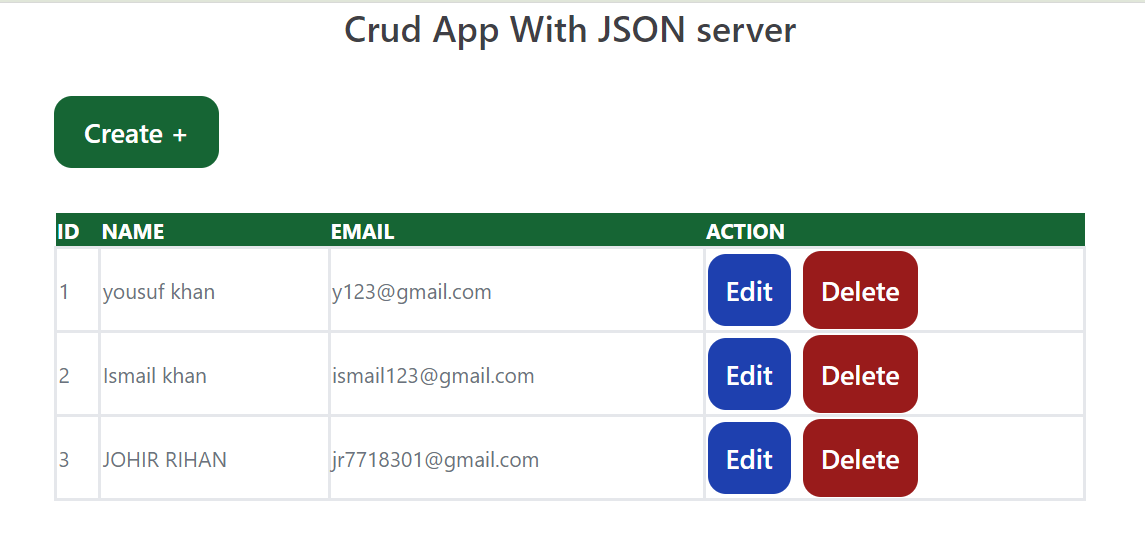 Crud App With JSON server
Create +
ID NAME EMAIL ACTION
1 yousuf khan y123@gmail.com Edit Delete
2 Ismail khan ismail123@gmail.com Edit Delete
3 JOHIR RIHAN jr7718301@gmail.com Edit Delete